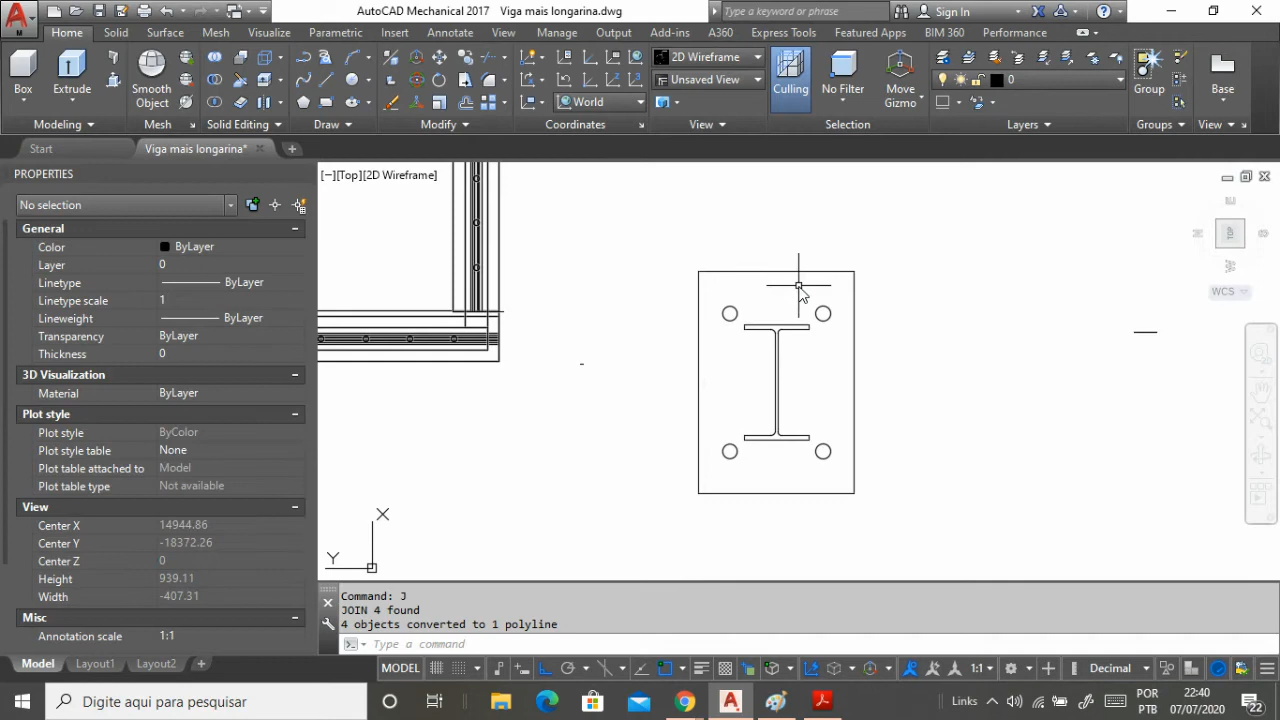 AutoCAD Mechanical 2017 Viga mais longarina.dwg
Type a keyword or phrase
Sign In
M
Home Solid Surface Mesh Visualize Parametric Insert Annotate View Manage Output Add-ins A360 Express Tools Featured Apps BIM 360 Performance
Box
Extrude
Smooth
Object
2D Wireframe
Unsaved View
World
Culling
No Filter
Move
Gizmo
0
Group
Base
Modeling
Mesh
Solid Editing
Draw
Modify
Coordinates
View
Selection
Layers
Groups
View
Start
Viga mais longarina*
PROPERTIES
No selection
General
Color ByLayer
Layer 0
Linetype ByLayer
Linetype scale 1
Lineweight ByLayer
Transparency ByLayer
Thickness 0
3D Visualization
Material ByLayer
Plot style
Plot style ByColor
Plot style table None
Plot table attached to Model
Plot table type Not available
View
Center X 14944.86
Center Y -18372.26
Center Z 0
Height 939.11
Width -407.31
Misc
Annotation scale 1:1
[−][Top][2D Wireframe]
TOP
WCS
X
Y
Command: J
JOIN 4 found
4 objects converted to 1 polyline
Type a command
Model Layout1 Layout2
MODEL
1:1
Decimal
Digite aqui para pesquisar
Links
POR
PTB
22:40
07/07/2020
22